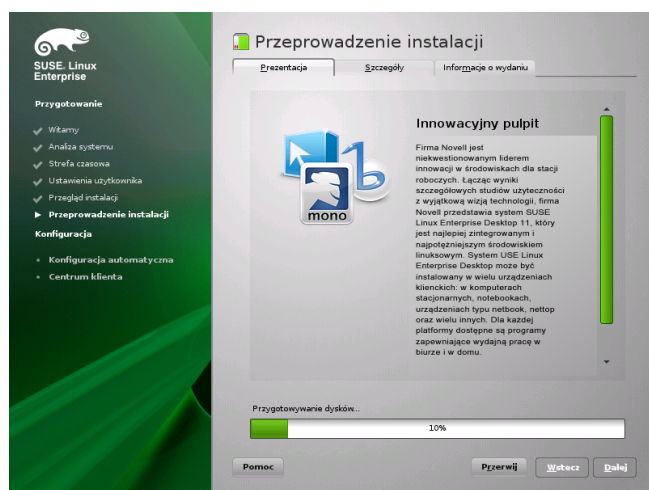 SUSE. Linux
Enterprise
Przygotowanie
Witamy
Analiza systemu
Strefa czasowa
Ustawienia użytkownika
Przegląd instalacji
Przeprowadzenie instalacji
Konfiguracja
Konfiguracja automatyczna
Centrum klienta
Przeprowadzenie instalacji
Prezentacja
Szczegóły
Informacje o wydaniu
mono
b
Innowacyjny pulpit
Firma Novell jest
niekwestionowanym liderem
innowacji w środowiskach dla stacji
roboczych. Łącząc wyniki
szczegółowych studiów użyteczności
z wyjątkową wizją technologii, firma
Novell przedstawia system SUSE
Linux Enterprise Desktop 11, który
jest najlepiej zintegrowanym i
najpotężniejszym środowiskiem
linuksowym. System USE Linux
Enterprise Desktop może być
instalowany w wielu urządzeniach
klienckich: w komputerach
stacjonarnych, notebookach,
urządzeniach typu netbook, nettop
oraz wielu innych. Dla każdej
platformy dostępne są programy
zapewniające wydajną pracę w
biurze i w domu.
Przygotowywanie dysków...
10%
Pomoc
Przerwij
Wstecz
Dalej